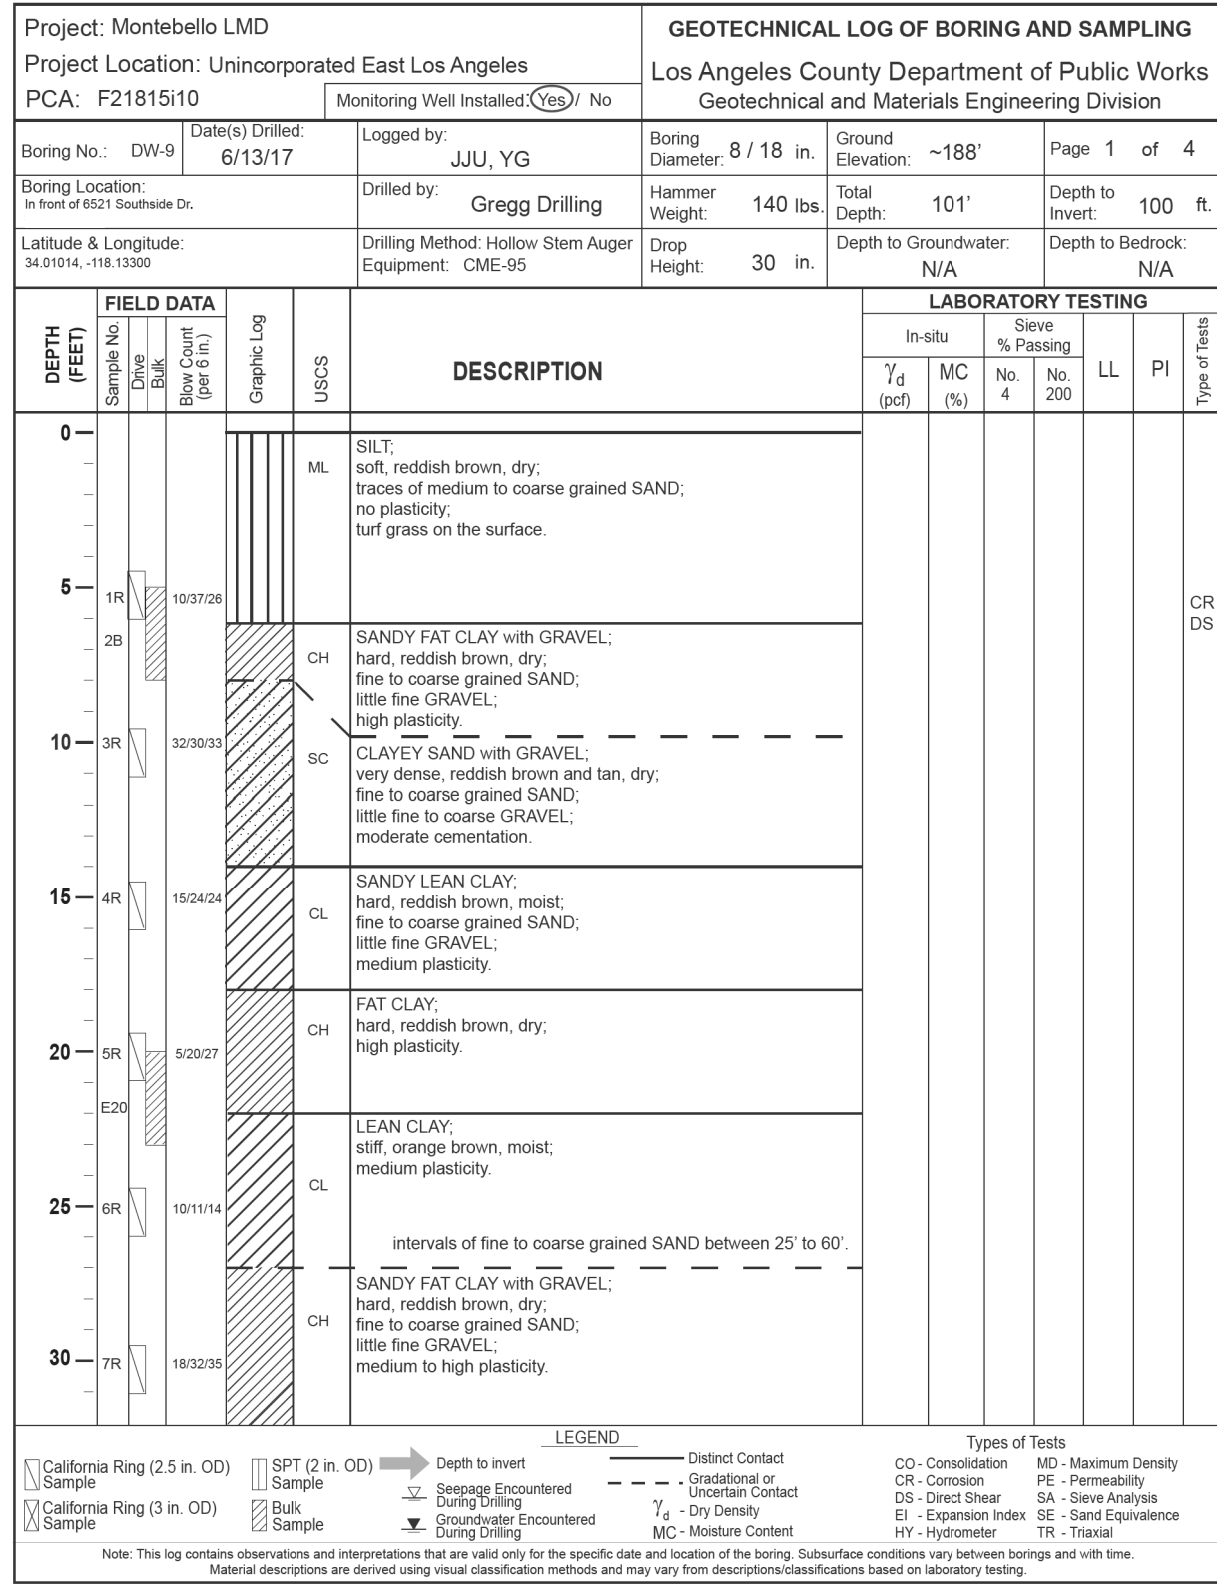 Project: Montebello LMD
Project Location: Unincorporated East Los Angeles
PCA: F21815i10
Monitoring Well Installed: Yes / No
GEOTECHNICAL LOG OF BORING AND SAMPLING
Los Angeles County Department of Public Works
Geotechnical and Materials Engineering Division
Boring No.: DW-9
Date(s) Drilled:
6/13/17
Logged by:
JJU, YG
Boring
Diameter: 8 / 18 in.
Ground
Elevation: ~188'
Page 1 of 4
Boring Location:
In front of 6521 Southside Dr.
Drilled by:
Gregg Drilling
Hammer
Weight: 140 lbs.
Total
Depth: 101'
Depth to
Invert: 100 ft.
Latitude & Longitude:
34.01014, -118.13300
Drilling Method: Hollow Stem Auger
Equipment: CME-95
Drop
Height: 30 in.
Depth to Groundwater:
N/A
Depth to Bedrock:
N/A
DEPTH
(FEET)
FIELD DATA
Sample No.
Drive
Bulk
Blow Count
(per 6 in.)
Graphic Log
USCS
DESCRIPTION
LABORATORY TESTING
In-situ
γd
(pcf)
MC
(%)
Sieve
% Passing
No.
4
No.
200
LL
PI
Type of Tests
0
ML
SILT;
soft, reddish brown, dry;
traces of medium to coarse grained SAND;
no plasticity;
turf grass on the surface.
5
1R
10/37/26
CR
DS
2B
CH
SANDY FAT CLAY with GRAVEL;
hard, reddish brown, dry;
fine to coarse grained SAND;
little fine GRAVEL;
high plasticity.
10
3R
32/30/33
SC
CLAYEY SAND with GRAVEL;
very dense, reddish brown and tan, dry;
fine to coarse grained SAND;
little fine to coarse GRAVEL;
moderate cementation.
15
4R
15/24/24
CL
SANDY LEAN CLAY;
hard, reddish brown, moist;
fine to coarse grained SAND;
little fine GRAVEL;
medium plasticity.
CH
FAT CLAY;
hard, reddish brown, dry;
high plasticity.
20
5R
5/20/27
E20
LEAN CLAY;
stiff, orange brown, moist;
medium plasticity.
CL
25
6R
10/11/14
intervals of fine to coarse grained SAND between 25' to 60'.
CH
SANDY FAT CLAY with GRAVEL;
hard, reddish brown, dry;
fine to coarse grained SAND;
little fine GRAVEL;
medium to high plasticity.
30
7R
18/32/35
LEGEND
California Ring (2.5 in. OD)
Sample
California Ring (3 in. OD)
Sample
SPT (2 in. OD)
Sample
Bulk
Sample
Depth to invert
Seepage Encountered
During Drilling
Groundwater Encountered
During Drilling
Distinct Contact
Gradational or
Uncertain Contact
γd - Dry Density
MC - Moisture Content
Types of Tests
CO - Consolidation MD - Maximum Density
CR - Corrosion PE - Permeability
DS - Direct Shear SA - Sieve Analysis
EI - Expansion Index SE - Sand Equivalence
HY - Hydrometer TR - Triaxial
Note: This log contains observations and interpretations that are valid only for the specific date and location of the boring. Subsurface conditions vary between borings and with time.
Material descriptions are derived using visual classification methods and may vary from descriptions/classifications based on laboratory testing.